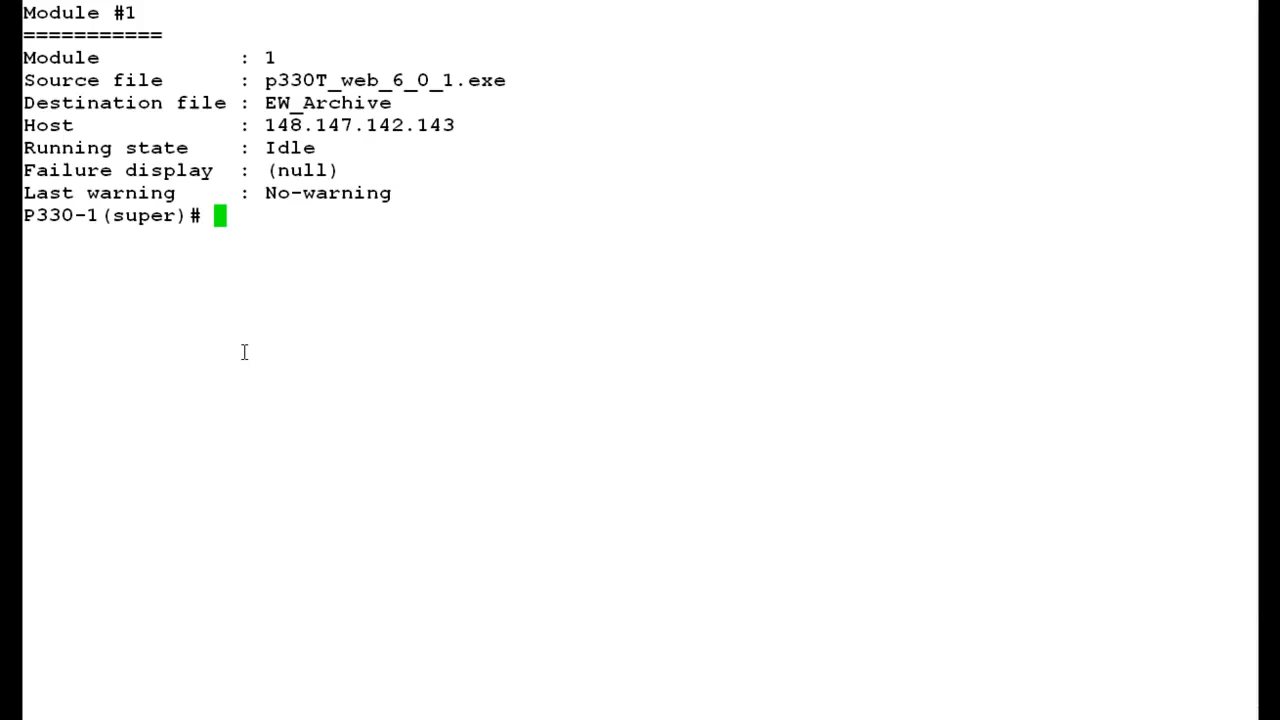 Module #1
===========
Module           : 1
Source file      : p330T_web_6_0_1.exe
Destination file : EW_Archive
Host             : 148.147.142.143
Running state    : Idle
Failure display  : (null)
Last warning     : No-warning
P330-1(super)#